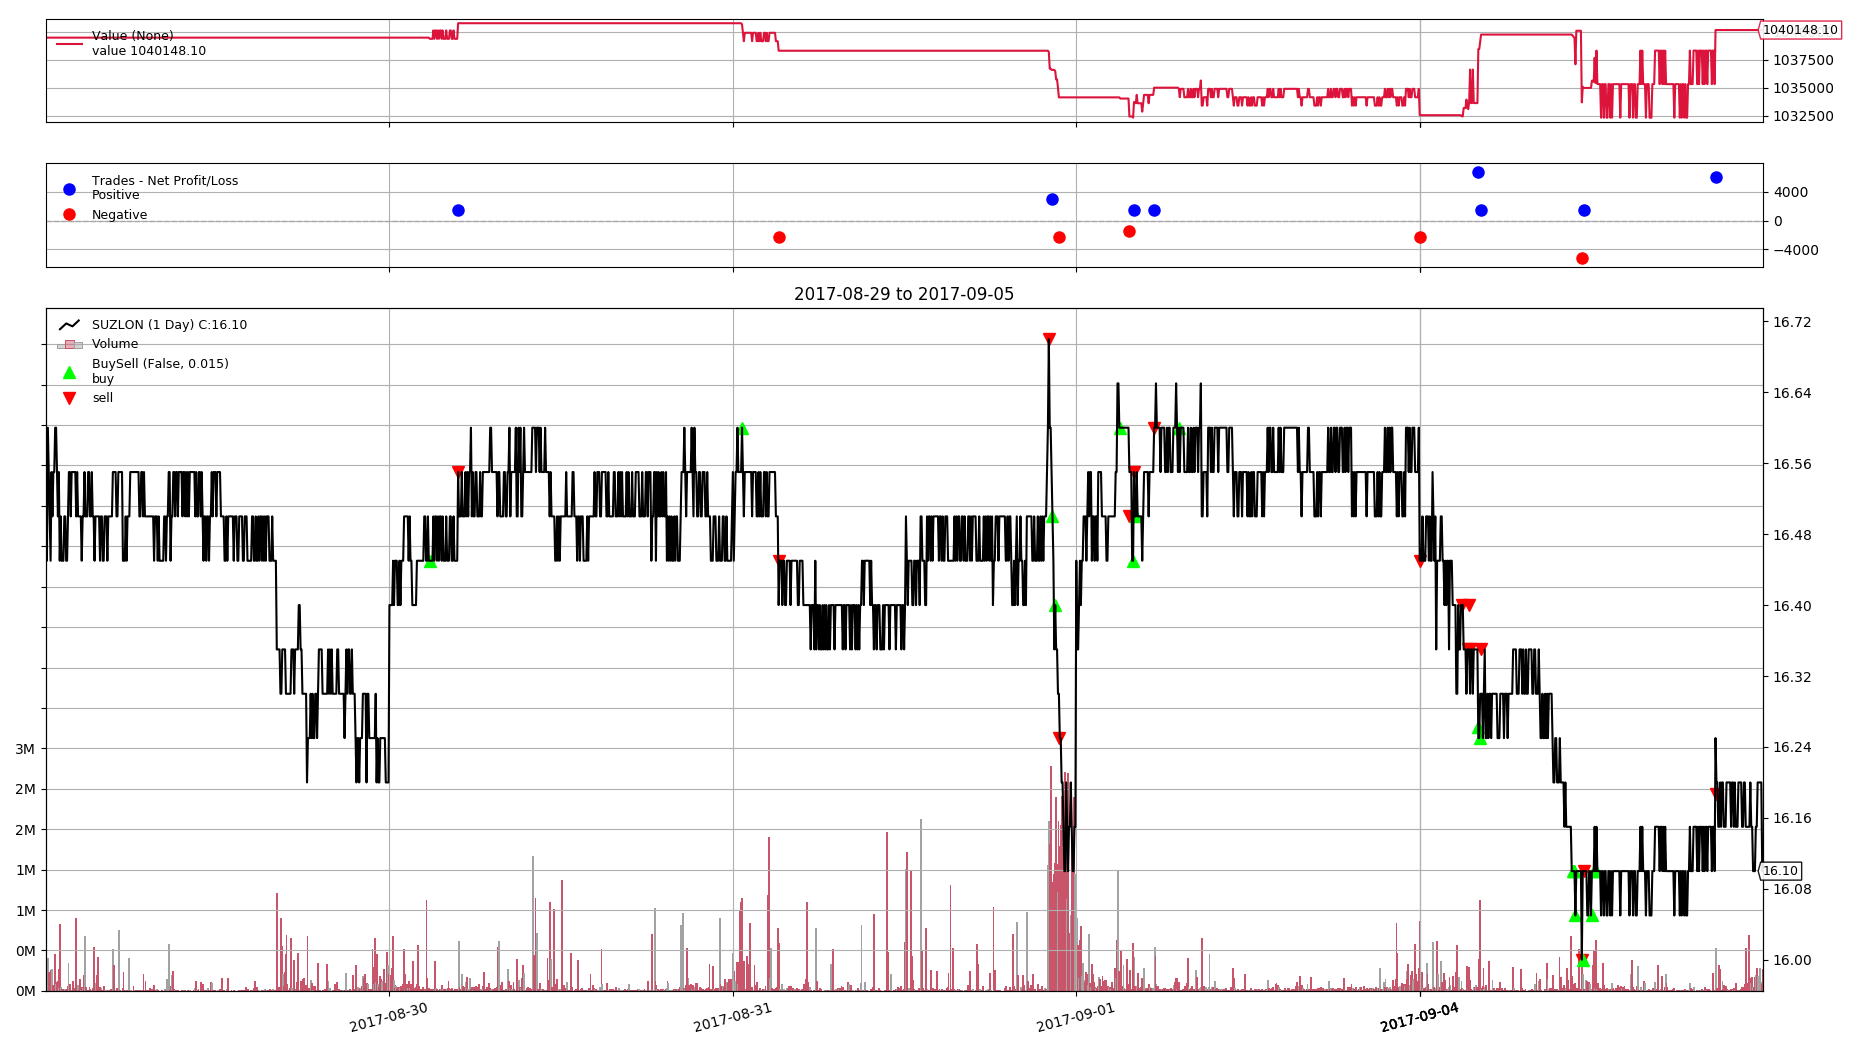 Value (None)
value 1040148.10
1040148.10
1037500
1035000
1032500
Trades - Net Profit/Loss
Positive
Negative
4000
0
−4000
2017-08-29 to 2017-09-05
SUZLON (1 Day) C:16.10
Volume
BuySell (False, 0.015)
buy
sell
16.72
16.64
16.56
16.48
16.40
16.32
16.24
16.16
16.10
16.08
16.00
3M
2M
2M
1M
1M
0M
0M
2017-08-30
2017-08-31
2017-09-01
2017-09-04